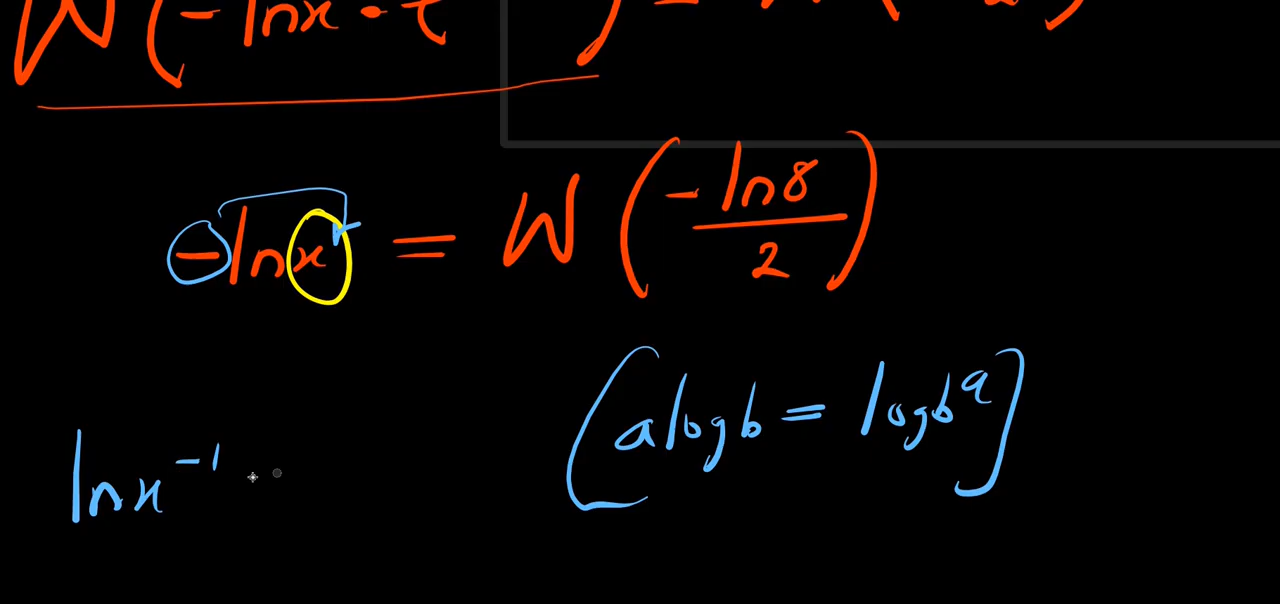 W(-lnx·
-lnx = W(-ln8/2)
(alogb = logb^a)
lnx^-1